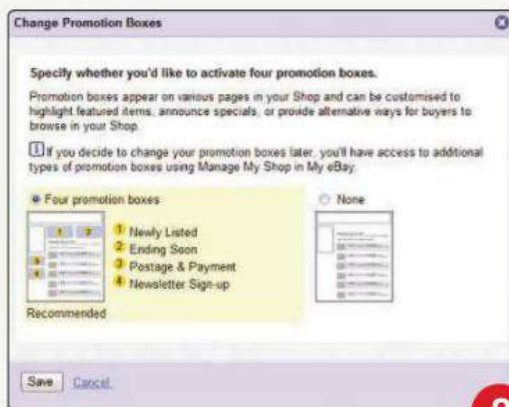 Change Promotion Boxes
Specify whether you'd like to activate four promotion boxes.
Promotion boxes appear on various pages in your Shop and can be customised to
highlight featured items, announce specials, or provide alternative ways for buyers to
browse in your Shop.
i If you decide to change your promotion boxes later, you'll have access to additional
types of promotion boxes using Manage My Shop in My eBay.
Four promotion boxes
None
1 2
3
4
1 Newly Listed
2 Ending Soon
3 Postage & Payment
4 Newsletter Sign-up
Recommended
Save Cancel